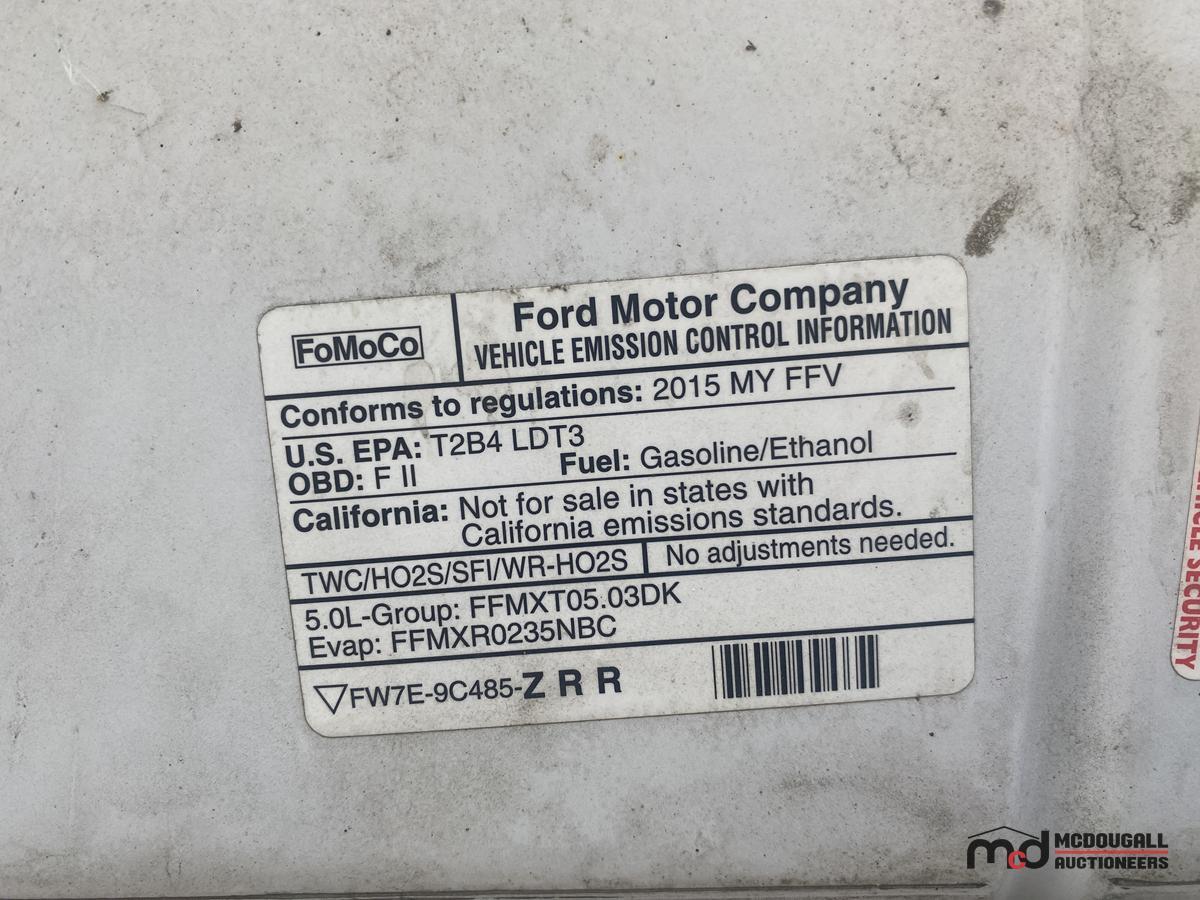 FoMoCo
Ford Motor Company
VEHICLE EMISSION CONTROL INFORMATION
Conforms to regulations: 2015 MY FFV
U.S. EPA: T2B4 LDT3
OBD: F II
Fuel: Gasoline/Ethanol
California: Not for sale in states with
California emissions standards.
TWC/HO2S/SFI/WR-HO2S
No adjustments needed.
5.0L-Group: FFMXT05.03DK
Evap: FFMXR0235NBC
FW7E-9C485-Z R R
SECURITY
mcd
MCDOUGALL
AUCTIONEERS